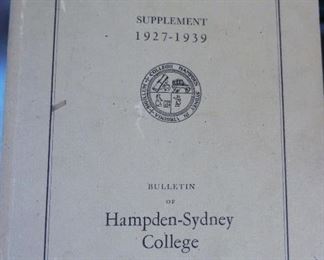 SUPPLEMENT
1927-1939
BULLETIN
OF
Hampden-Sydney
College